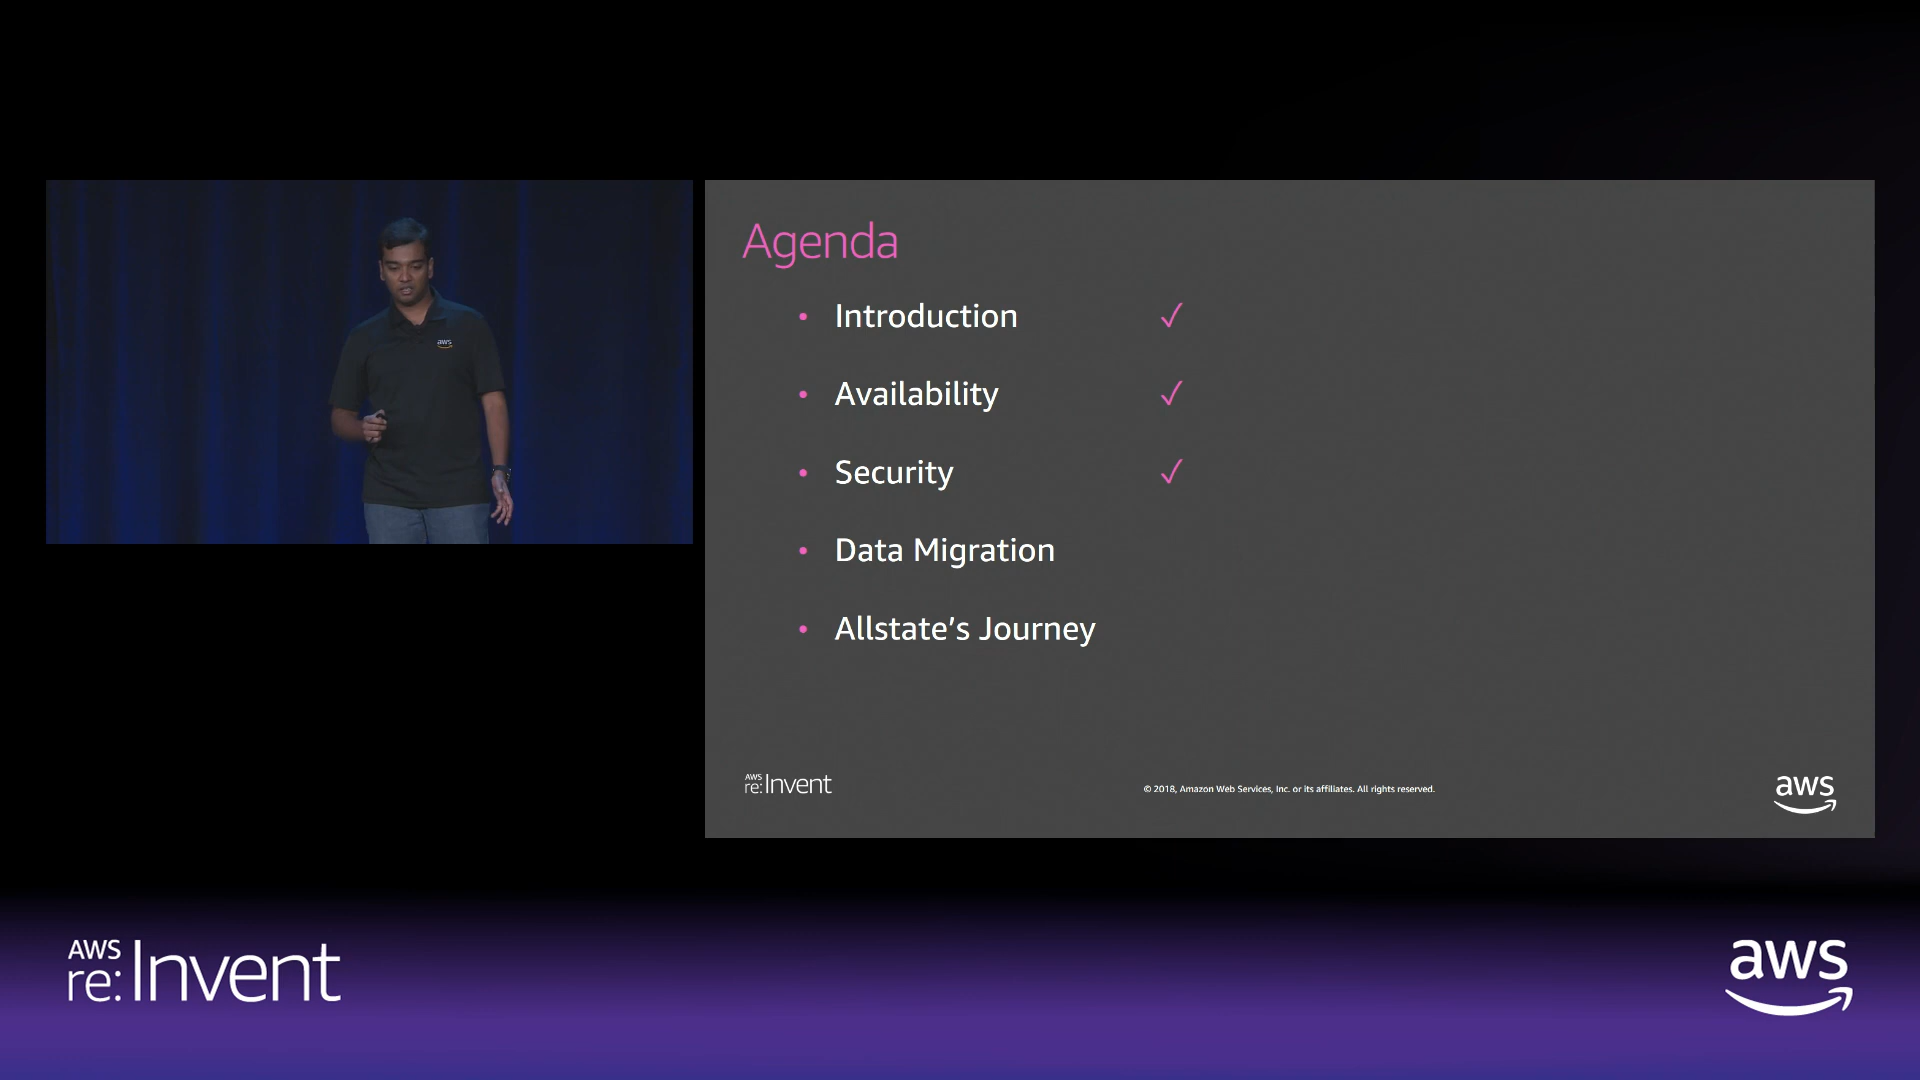 aws
Agenda
• Introduction ✓
• Availability ✓
• Security ✓
• Data Migration
• Allstate’s Journey
AWS
re:Invent
© 2018, Amazon Web Services, Inc. or its affiliates. All rights reserved.
aws
AWS
re:Invent
aws